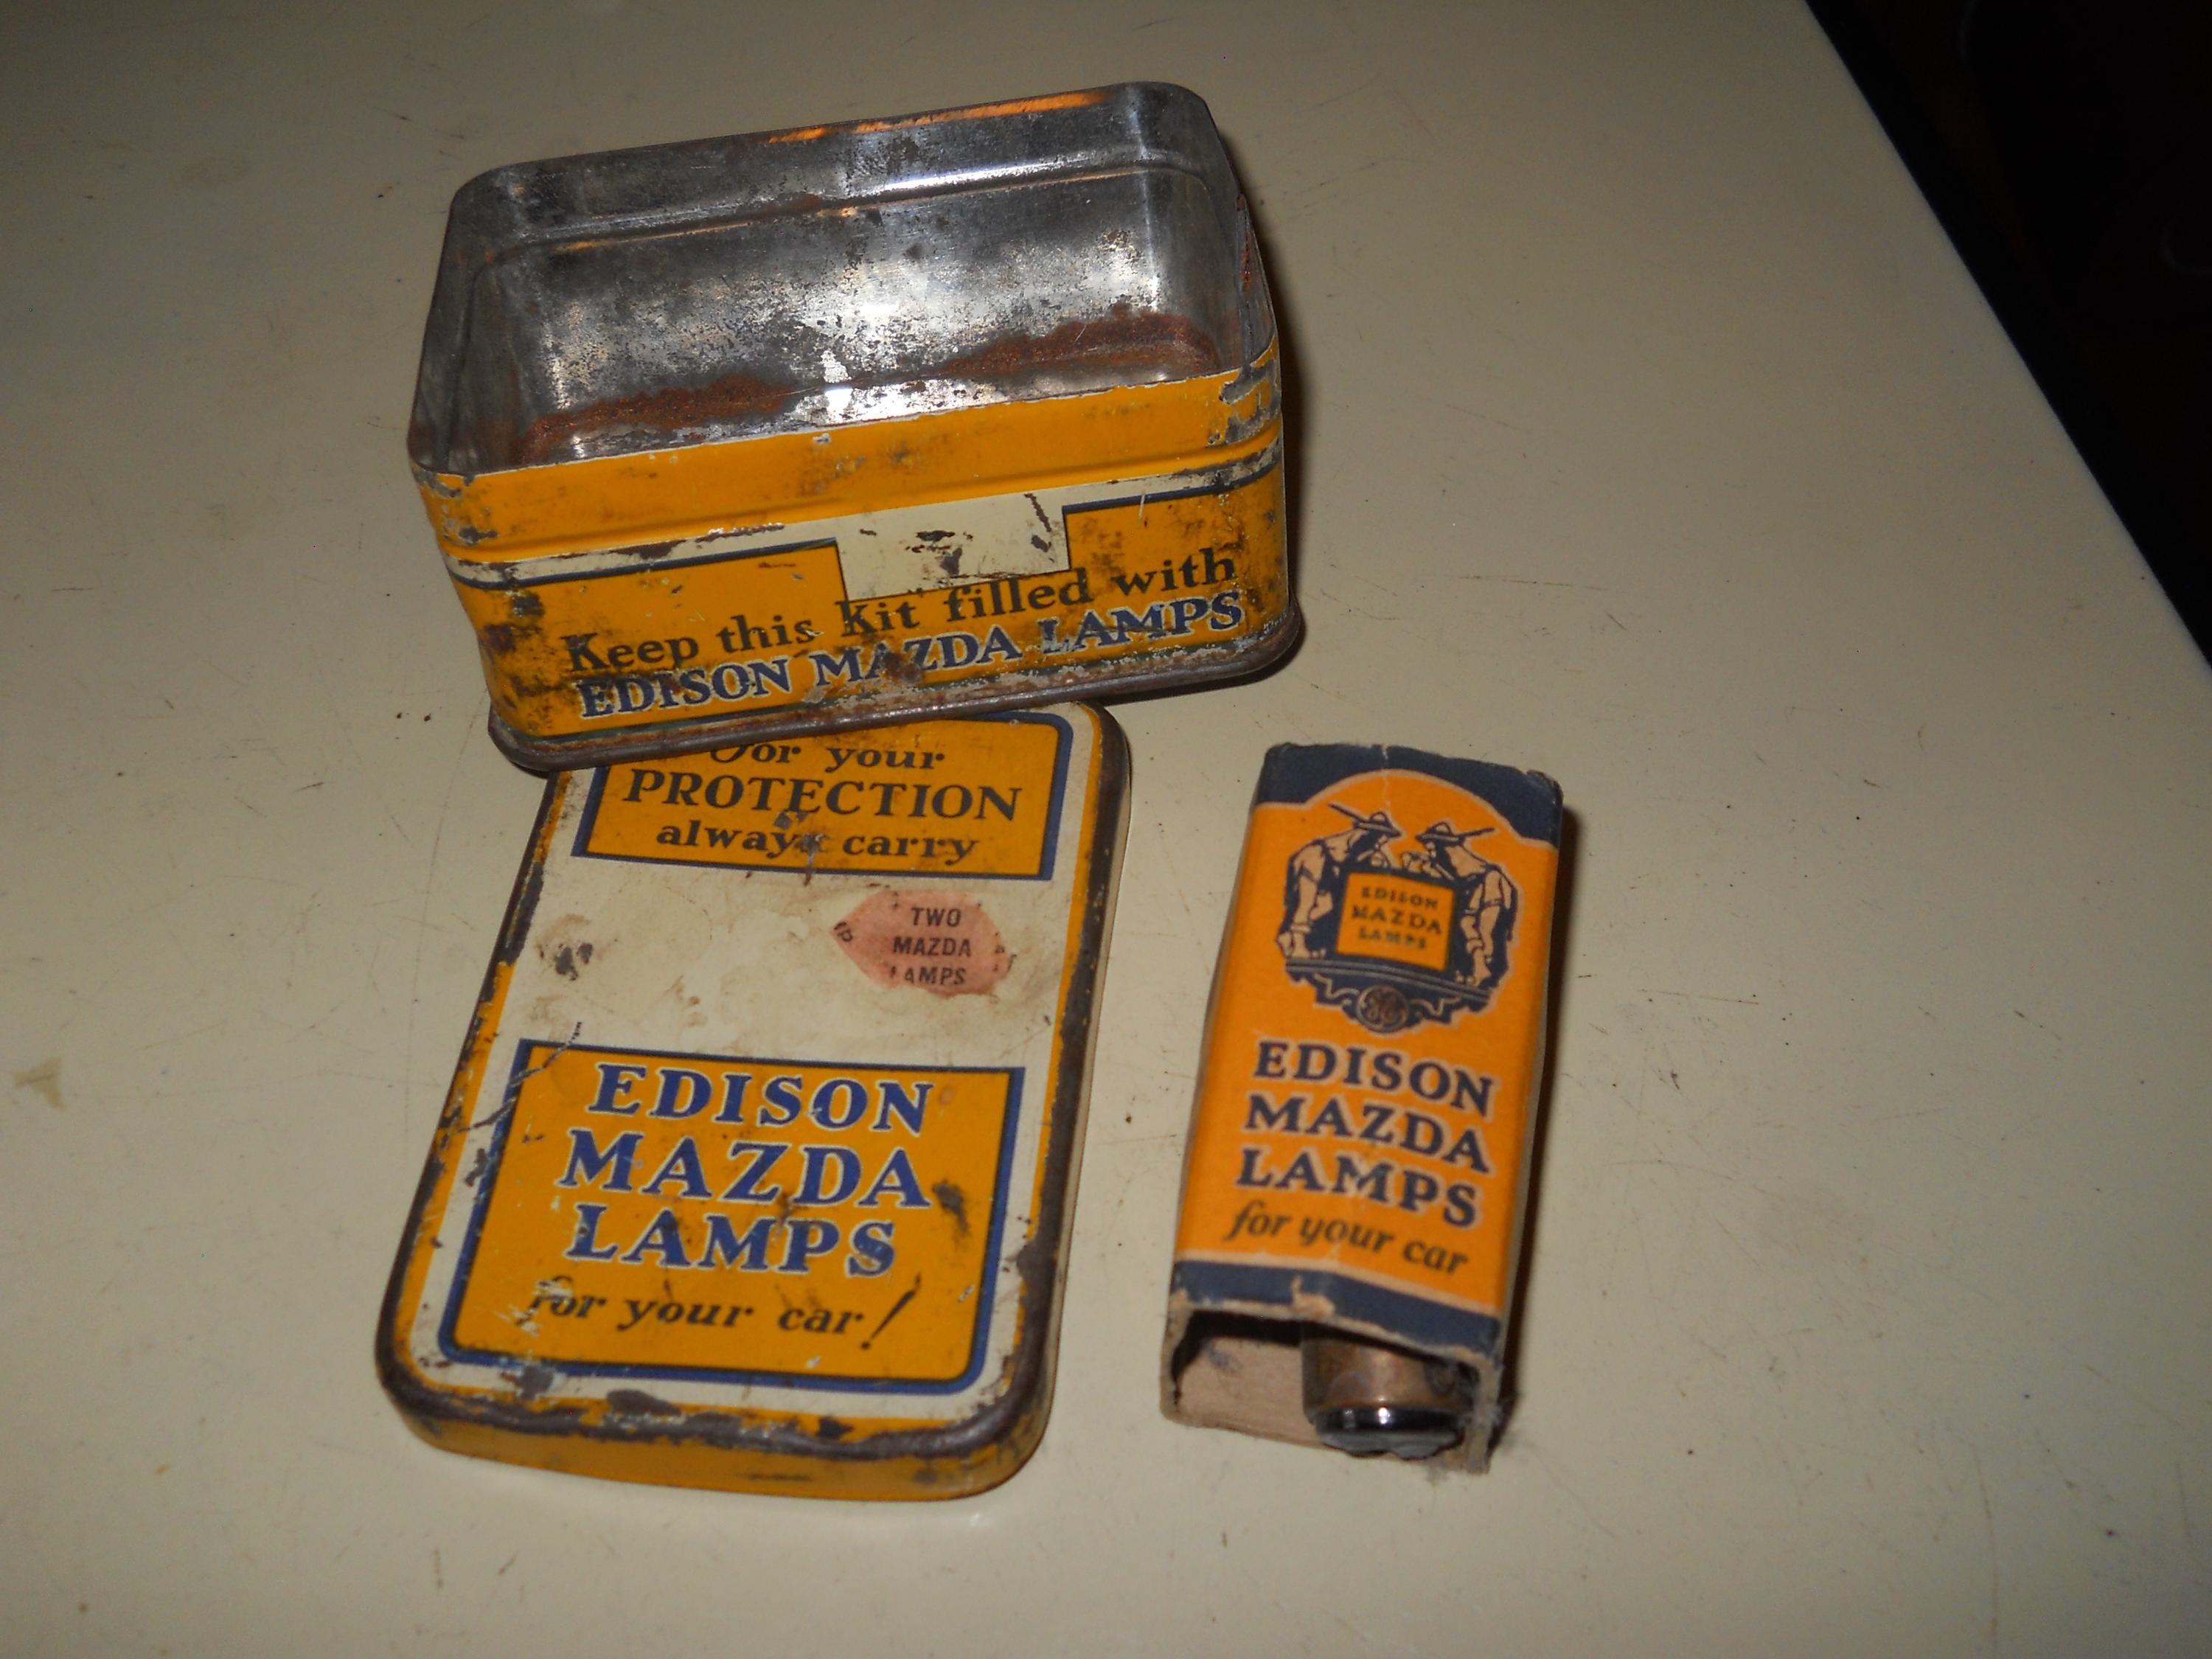 Keep this Kit filled with
EDISON MAZDA LAMPS
For your
PROTECTION
always carry
TWO
MAZDA
LAMPS
EDISON
MAZDA
LAMPS
for your car!
EDISON
MAZDA
LAMPS
GE
EDISON
MAZDA
LAMPS
for your car